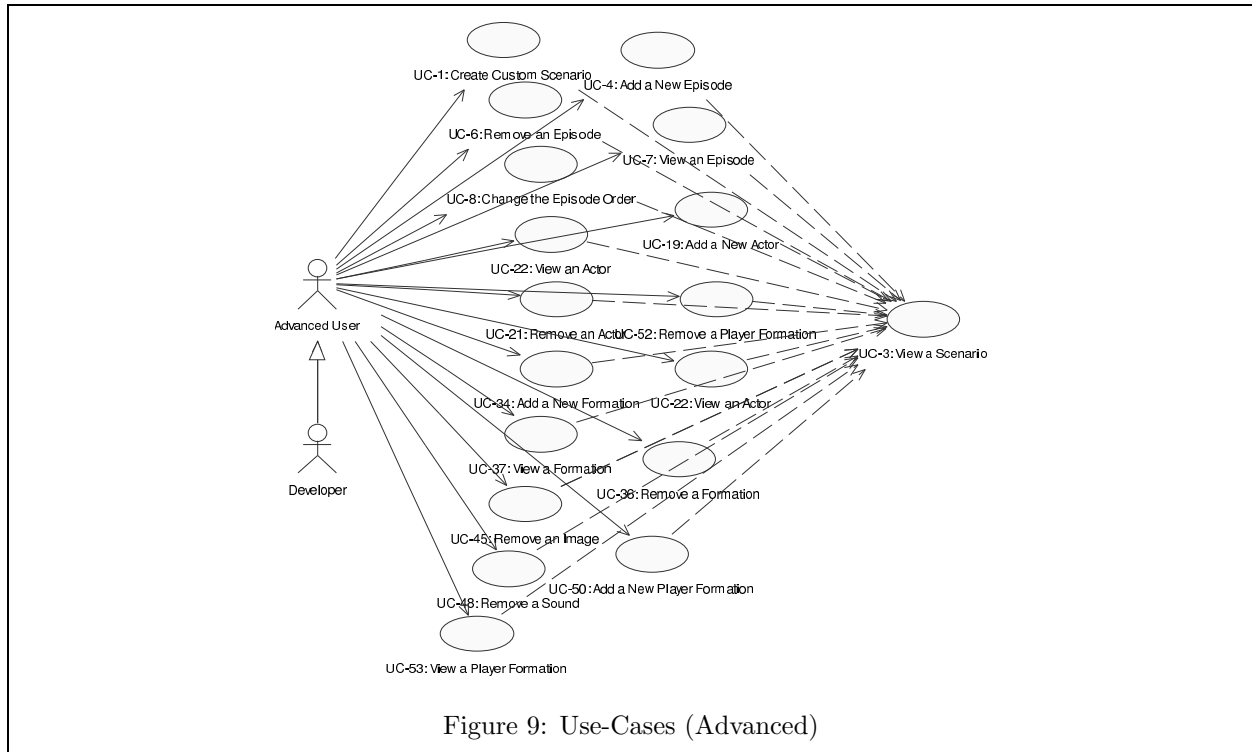 UC-1: Create Custom Scenario
UC-4: Add a New Episode
UC-6: Remove an Episode
UC-7: View an Episode
UC-8: Change the Episode Order
UC-19: Add a New Actor
UC-22: View an Actor
Advanced User
UC-21: Remove an Actor
UC-52: Remove a Player Formation
UC-3: View a Scenario
UC-34: Add a New Formation
UC-22: View an Actor
UC-37: View a Formation
Developer
UC-36: Remove a Formation
UC-45: Remove an Image
UC-50: Add a New Player Formation
UC-48: Remove a Sound
UC-53: View a Player Formation
Figure 9: Use-Cases (Advanced)